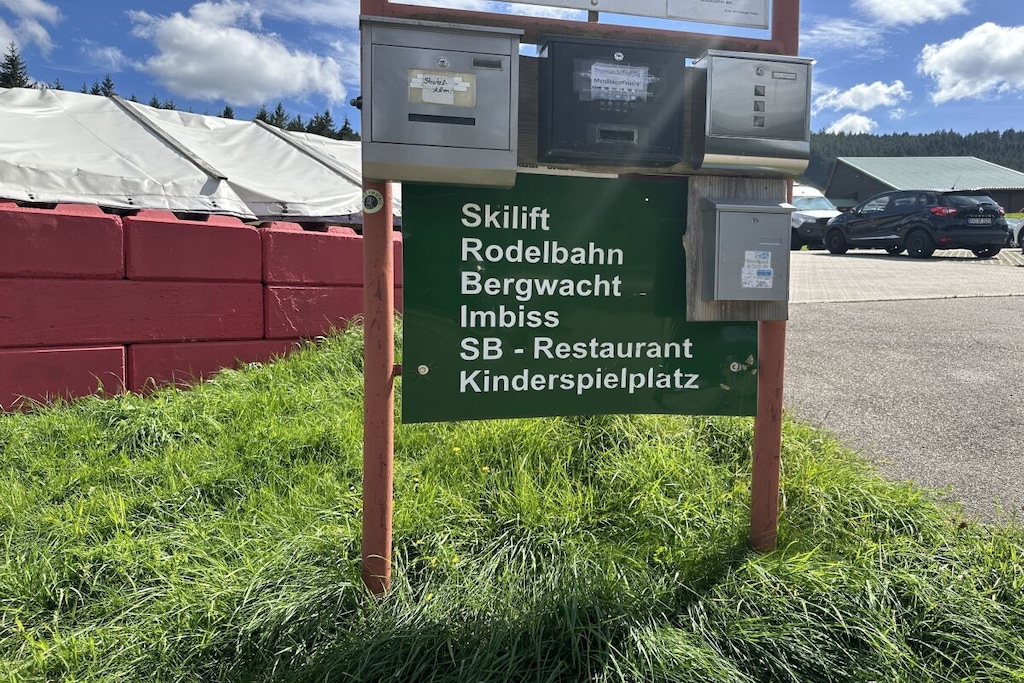 Skilift
Rodelbahn
Bergwacht
Imbiss
SB - Restaurant
Kinderspielplatz